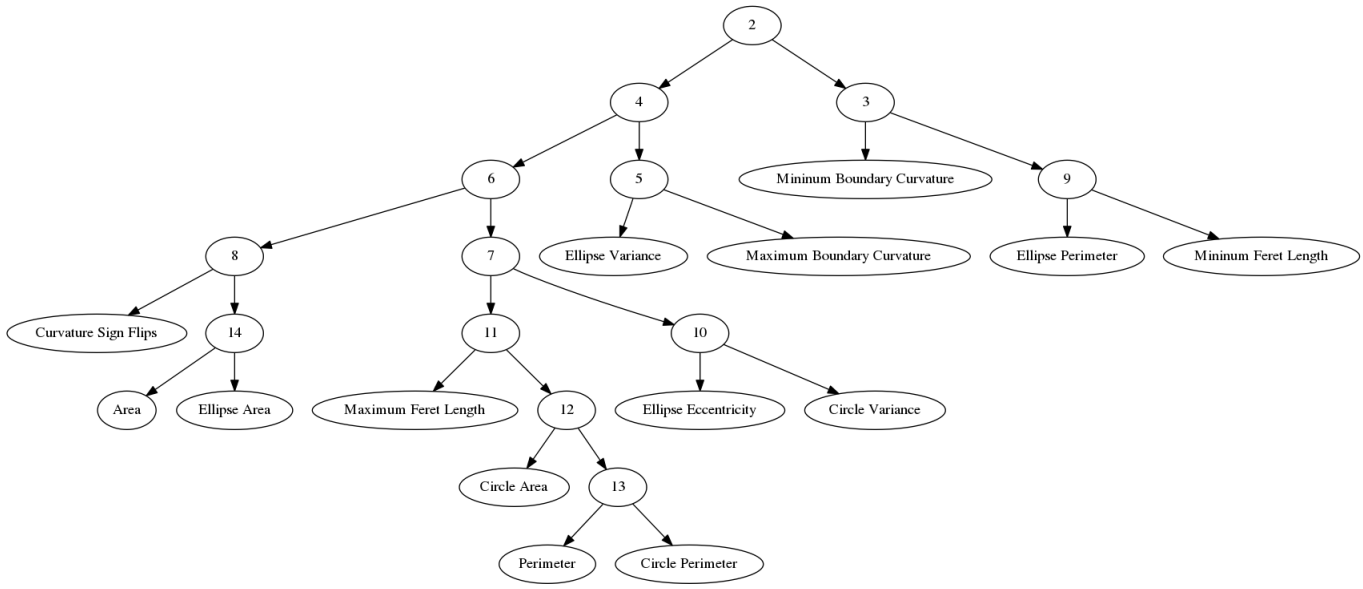 2
4
3
6
5
Mininum Boundary Curvature
9
8
7
Ellipse Variance
Maximum Boundary Curvature
Ellipse Perimeter
Mininum Feret Length
Curvature Sign Flips
14
11
10
Area
Ellipse Area
Maximum Feret Length
12
Ellipse Eccentricity
Circle Variance
Circle Area
13
Perimeter
Circle Perimeter